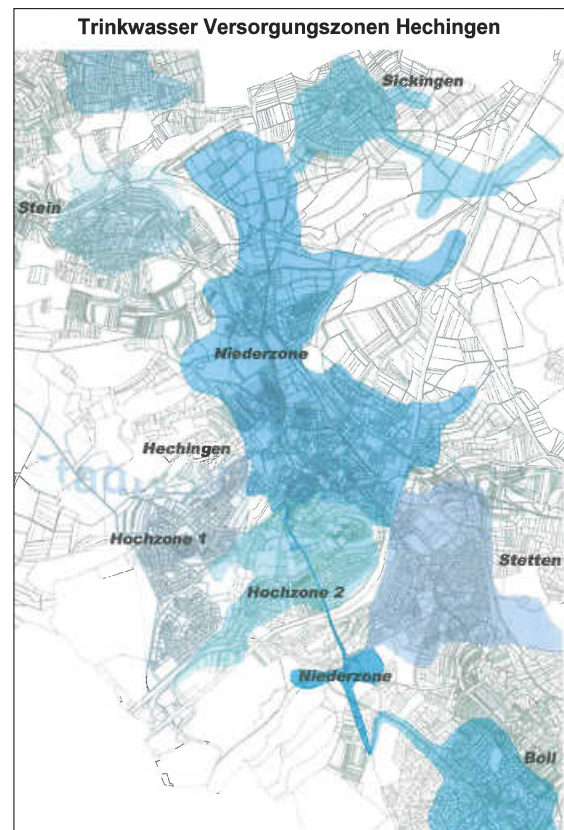 Trinkwasser Versorgungszonen Hechingen
Sickingen
Stein
Niederzone
Hechingen
Hochzone 1
Stetten
Hochzone 2
Niederzone
Boll